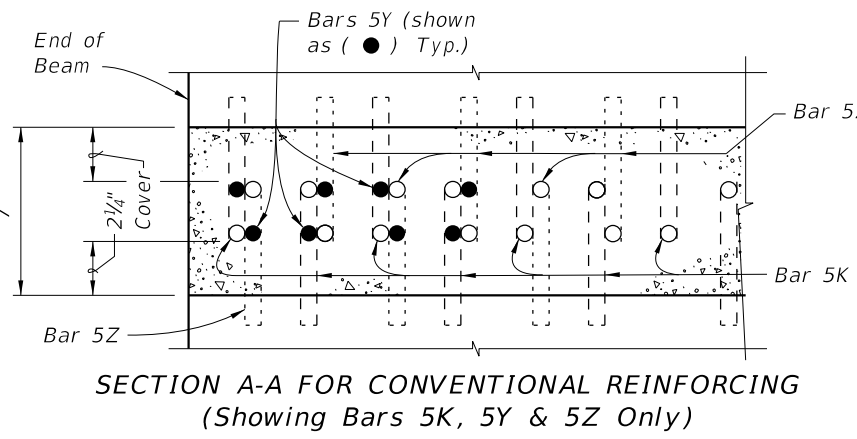 Bars 5Y (shown
as ( ● ) Typ.)
End of
Beam
2¼"
Cover
Bar
Bar 5K
Bar 5Z
SECTION A-A FOR CONVENTIONAL REINFORCING
(Showing Bars 5K, 5Y & 5Z Only)